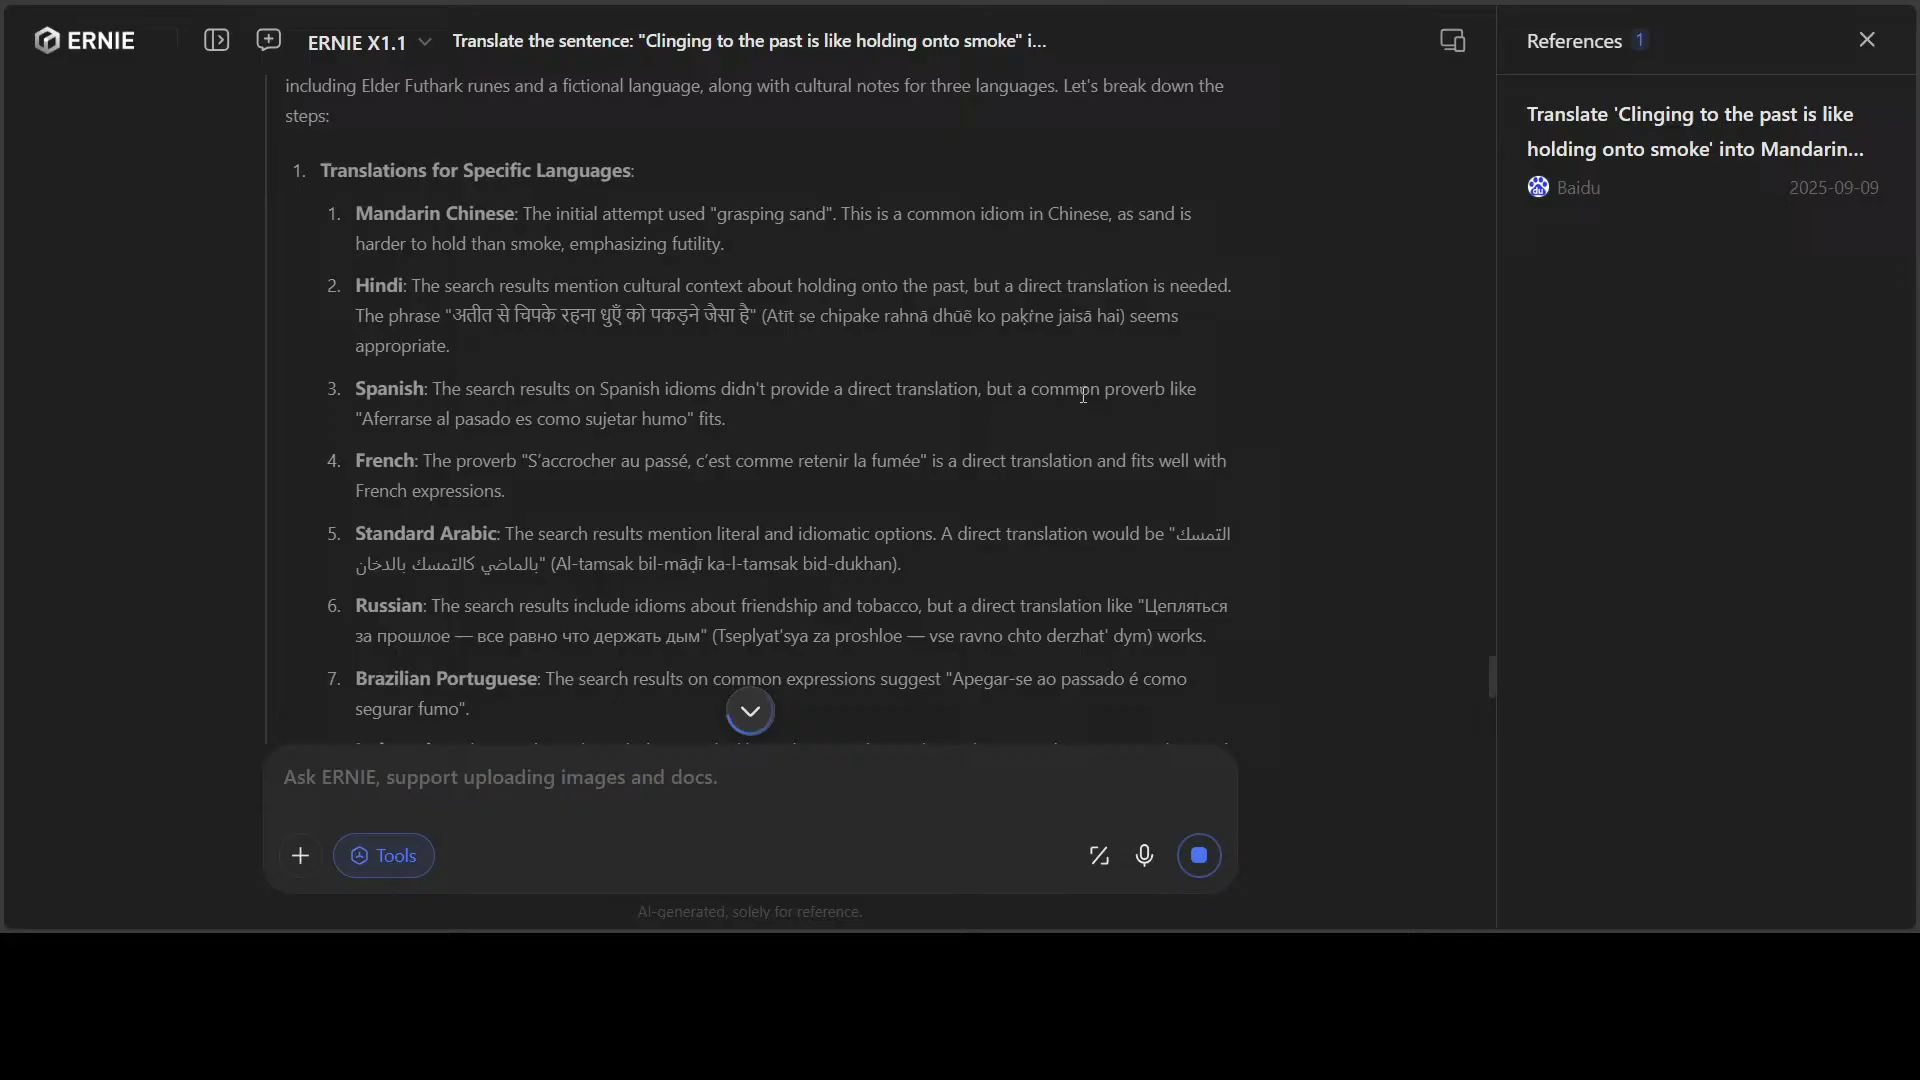 ERNIE
ERNIE X1.1
Translate the sentence: "Clinging to the past is like holding onto smoke" i...
including Elder Futhark runes and a fictional language, along with cultural notes for three languages. Let's break down the
steps:
1. Translations for Specific Languages:
1. Mandarin Chinese: The initial attempt used "grasping sand". This is a common idiom in Chinese, as sand is
harder to hold than smoke, emphasizing futility.
2. Hindi: The search results mention cultural context about holding onto the past, but a direct translation is needed.
The phrase "अतीत से चिपके रहना धुएँ को पकड़ने जैसा है" (Atīt se chipake rahnā dhūẽ ko pakṛne jaisā hai) seems
appropriate.
3. Spanish: The search results on Spanish idioms didn't provide a direct translation, but a common proverb like
"Aferrarse al pasado es como sujetar humo" fits.
4. French: The proverb "S'accrocher au passé, c'est comme retenir la fumée" is a direct translation and fits well with
French expressions.
5. Standard Arabic: The search results mention literal and idiomatic options. A direct translation would be "التمسك
بالماضي كالتمسك بالدخان" (Al-tamsak bil-māḍī ka-l-tamsak bid-dukhan).
6. Russian: The search results include idioms about friendship and tobacco, but a direct translation like "Цепляться
за прошлое — все равно что держать дым" (Tseplyat'sya za proshloe — vse ravno chto derzhat' dym) works.
7. Brazilian Portuguese: The search results on common expressions suggest "Apegar-se ao passado é como
segurar fumo".
Ask ERNIE, support uploading images and docs.
Tools
AI-generated, solely for reference.
References 1
Translate 'Clinging to the past is like
holding onto smoke' into Mandarin...
du Baidu 2025-09-09